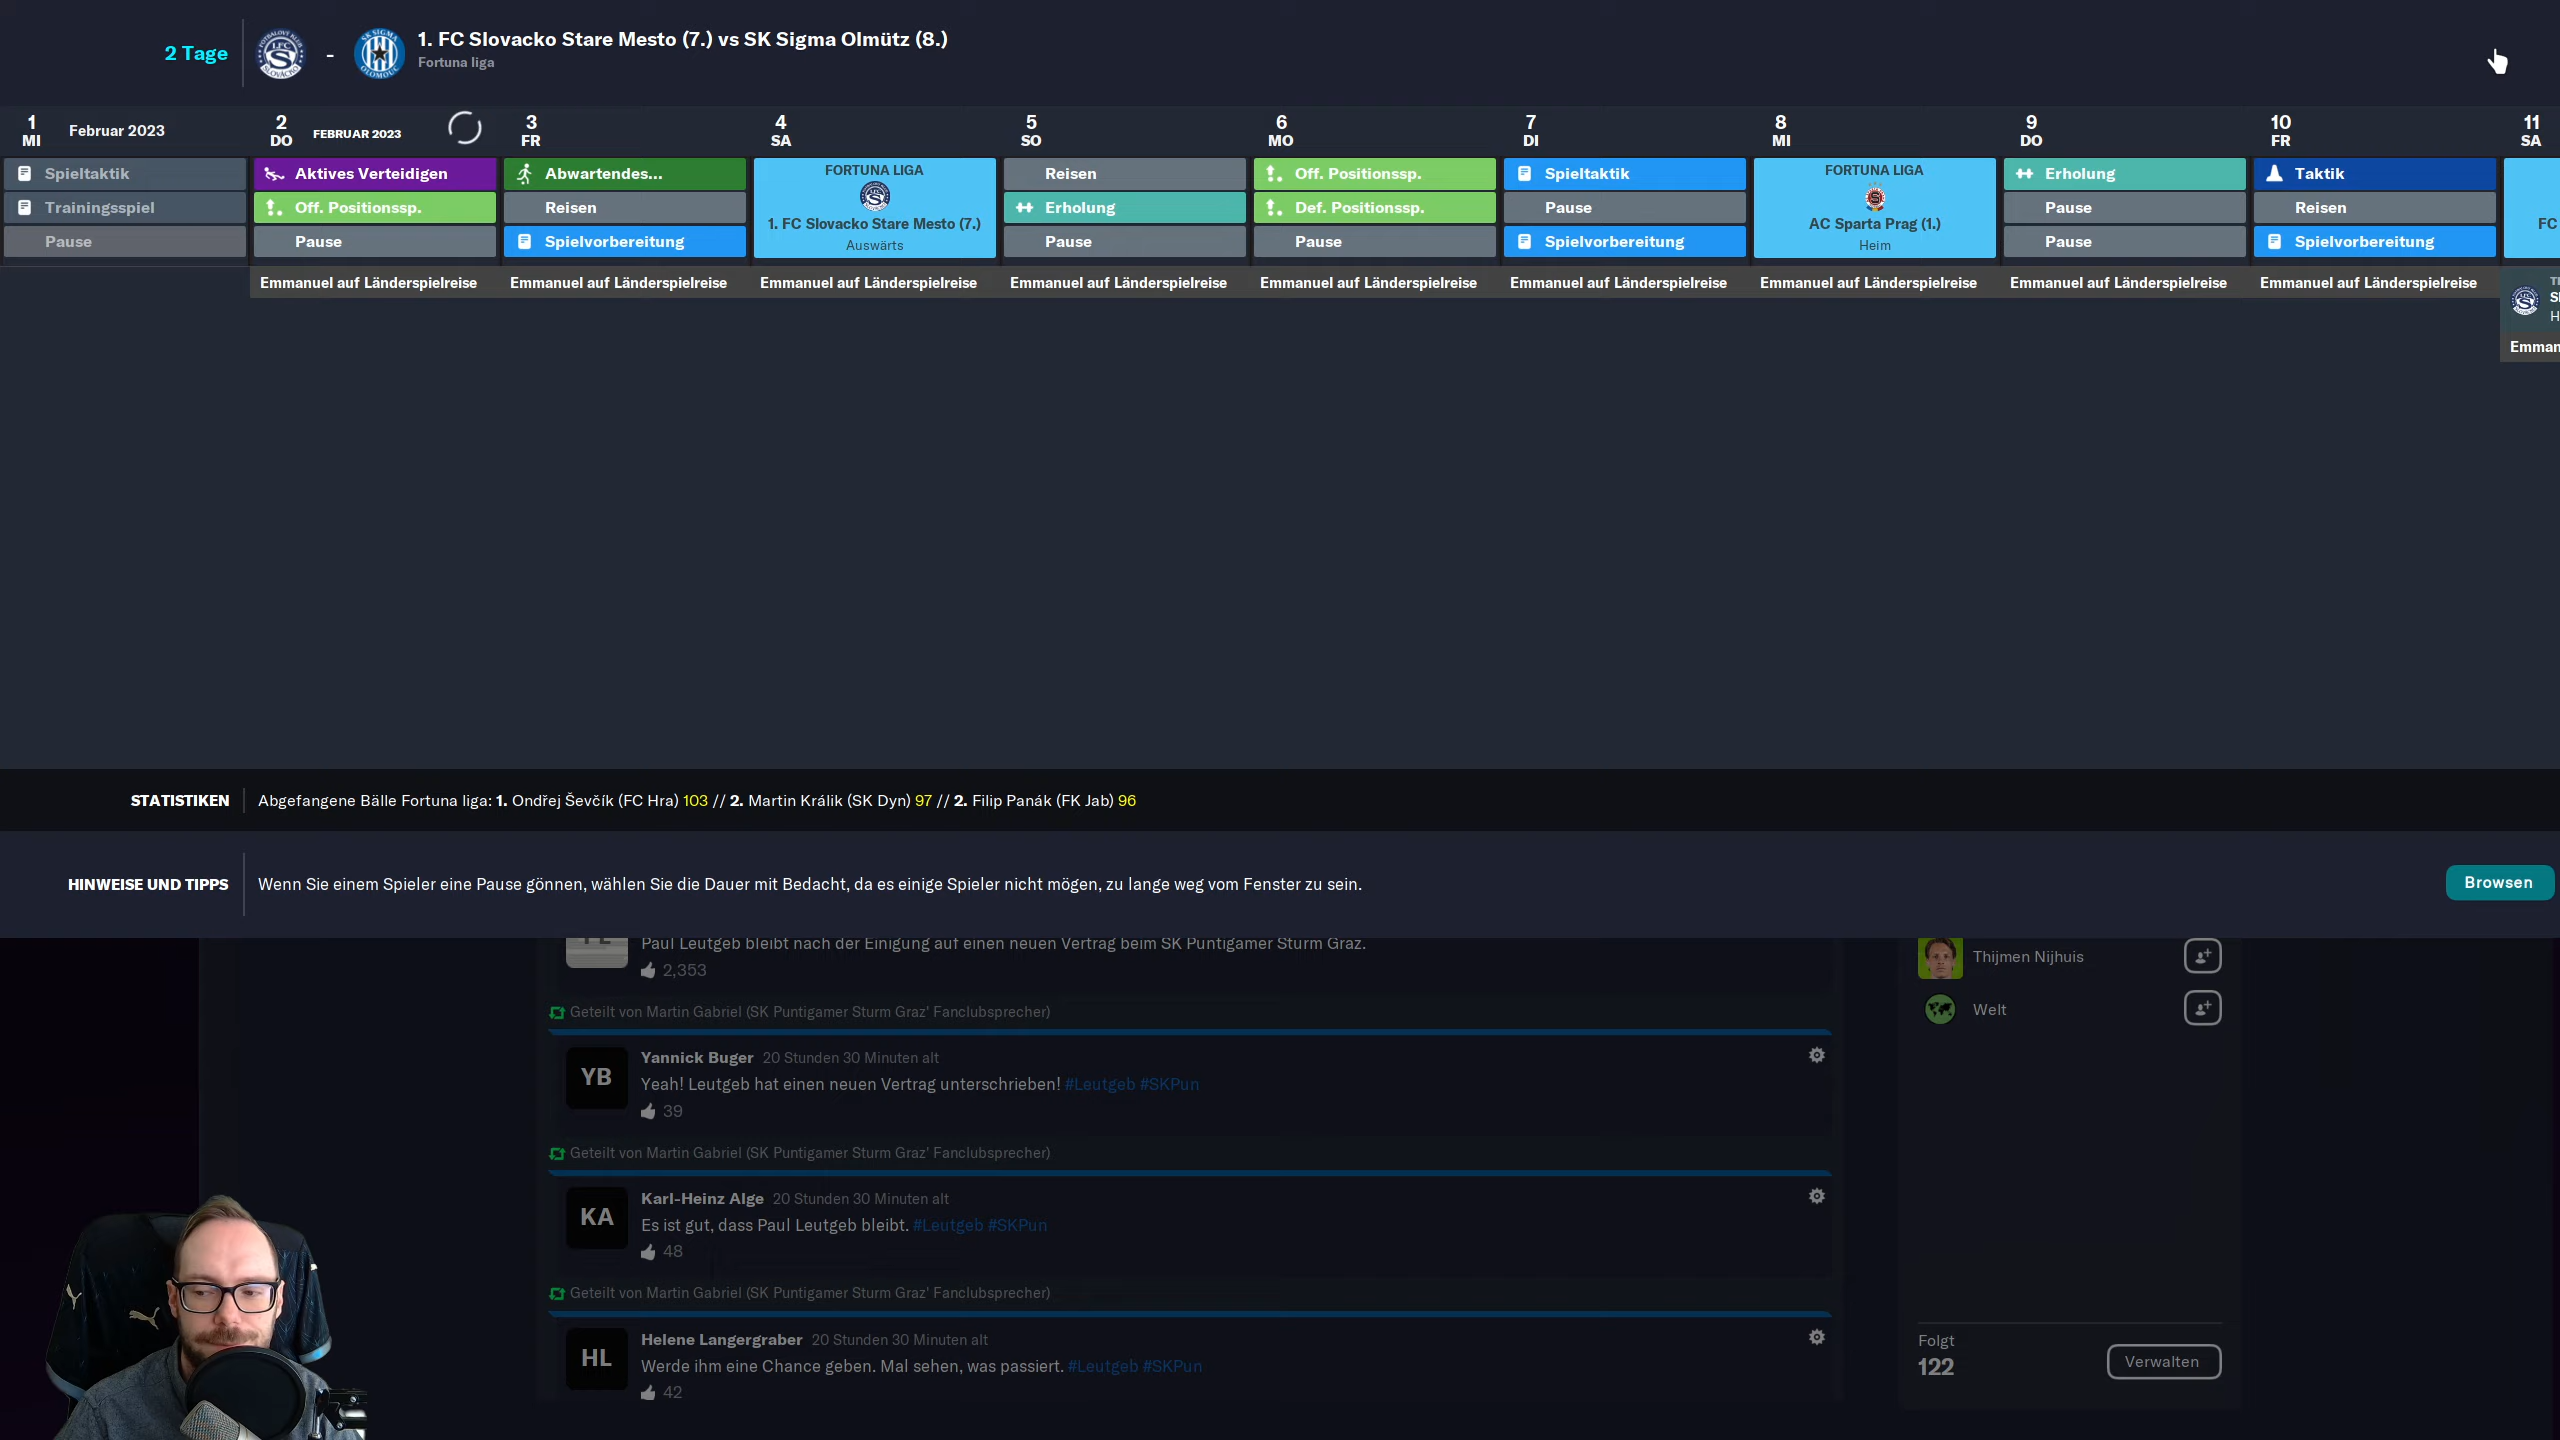 2 Tage
1. FC Slovacko Stare Mesto (7.) vs SK Sigma Olmütz (8.)
-
Fortuna liga
1 MI Februar 2023
2 DO FEBRUAR 2023
3 FR
4 SA
5 SO
6 MO
7 DI
8 MI
9 DO
10 FR
11 SA
Spieltaktik
Trainingsspiel
Pause
Aktives Verteidigen
Off. Positionssp.
Pause
Abwartendes...
Reisen
Spielvorbereitung
FORTUNA LIGA
1. FC Slovacko Stare Mesto (7.)
Auswärts
Reisen
Erholung
Pause
Off. Positionssp.
Def. Positionssp.
Pause
Spieltaktik
Pause
Spielvorbereitung
FORTUNA LIGA
AC Sparta Prag (1.)
Heim
Erholung
Pause
Pause
Taktik
Reisen
Spielvorbereitung
FC
Emmanuel auf Länderspielreise
Emmanuel auf Länderspielreise
Emmanuel auf Länderspielreise
Emmanuel auf Länderspielreise
Emmanuel auf Länderspielreise
Emmanuel auf Länderspielreise
Emmanuel auf Länderspielreise
Emmanuel auf Länderspielreise
Emmanuel auf Länderspielreise
Emman
STATISTIKEN
Abgefangene Bälle Fortuna liga: 1. Ondřej Ševčík (FC Hra) 103 // 2. Martin Králik (SK Dyn) 97 // 2. Filip Panák (FK Jab) 96
HINWEISE UND TIPPS
Wenn Sie einem Spieler eine Pause gönnen, wählen Sie die Dauer mit Bedacht, da es einige Spieler nicht mögen, zu lange weg vom Fenster zu sein.
Browsen
Paul Leutgeb bleibt nach der Einigung auf einen neuen Vertrag beim SK Puntigamer Sturm Graz.
2,353
Geteilt von Martin Gabriel (SK Puntigamer Sturm Graz' Fanclubsprecher)
YB
Yannick Buger 20 Stunden 30 Minuten alt
Yeah! Leutgeb hat einen neuen Vertrag unterschrieben! #Leutgeb #SKPun
39
Geteilt von Martin Gabriel (SK Puntigamer Sturm Graz' Fanclubsprecher)
KA
Karl-Heinz Alge 20 Stunden 30 Minuten alt
Es ist gut, dass Paul Leutgeb bleibt. #Leutgeb #SKPun
48
Geteilt von Martin Gabriel (SK Puntigamer Sturm Graz' Fanclubsprecher)
HL
Helene Langergraber 20 Stunden 30 Minuten alt
Werde ihm eine Chance geben. Mal sehen, was passiert. #Leutgeb #SKPun
42
Thijmen Nijhuis
Welt
Folgt
122
Verwalten